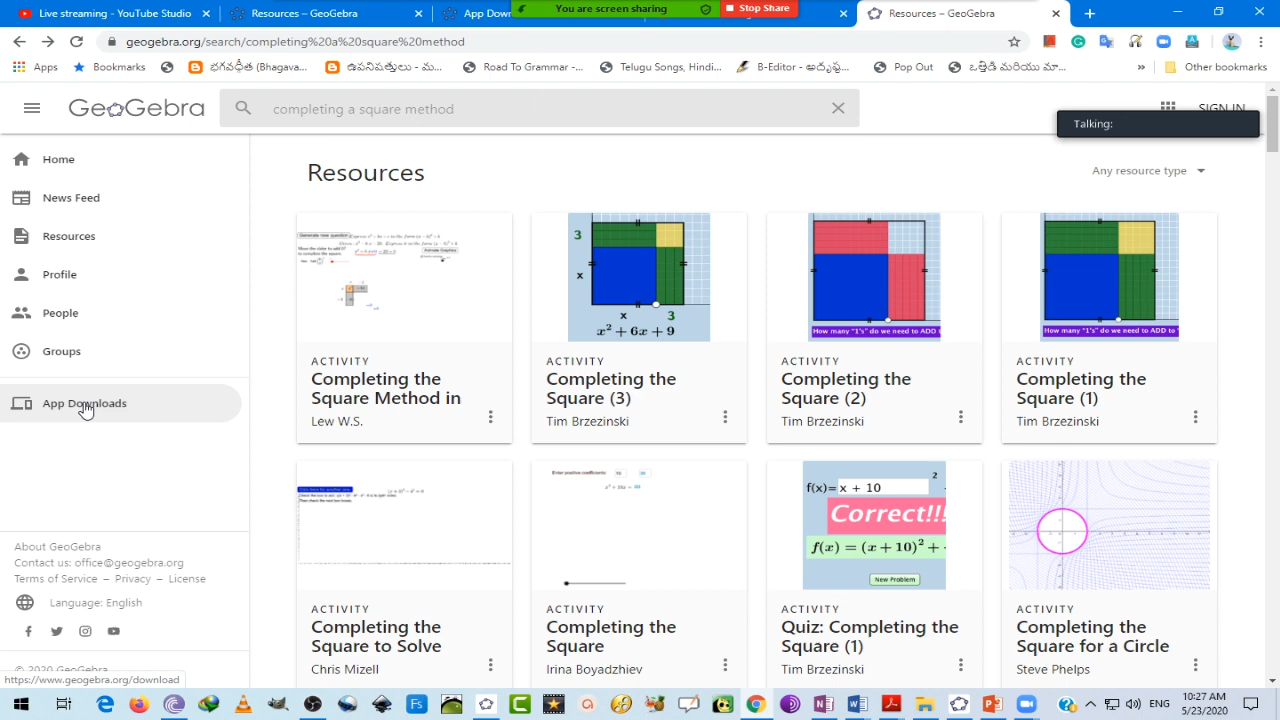 Live streaming - YouTube Studio
Resources – GeoGebra
App Dow
You are screen sharing
Stop Share
Resources – GeoGebra
geogebra.org/search/completing%20a%20square%20method
Apps
Bookmarks
భగవద్గీత (Bhagava...
ఉపనిషత్తులు - ము...
Road To Grammar -...
Telugu Songs, Hindi...
B-Editor - అదృష్ట...
Pop Out
ఒత్తిడి మరియు మా...
»
Other bookmarks
GeoGebra
completing a square method
SIGN IN
Talking:
Home
News Feed
Resources
Profile
People
Groups
App Downloads
About GeoGebra
Contact us: office@geogebra.org
Terms of Service – Privacy – License
Language: English
© 2020 GeoGebra
https://www.geogebra.org/download
Resources
Any resource type
Generate new question
ACTIVITY
Completing the
Square Method in
Lew W.S.
3
x
x 3
x² + 6x + 9
ACTIVITY
Completing the
Square (3)
Tim Brzezinski
How many "1's" do we need to ADD t
ACTIVITY
Completing the
Square (2)
Tim Brzezinski
How many "1's" do we need to ADD to
ACTIVITY
Completing the
Square (1)
Tim Brzezinski
ACTIVITY
Completing the
Square to Solve
Chris Mizell
Enter positive coefficients:
ACTIVITY
Completing the
Square
Irina Boyadzhiev
2
f(x)= x + 10
Correct!!!
f(x) = (x + 10)² +
New Problem
ACTIVITY
Quiz: Completing the
Square (1)
Tim Brzezinski
ACTIVITY
Completing the
Square for a Circle
Steve Phelps
ENG
10:27 AM
5/23/2020